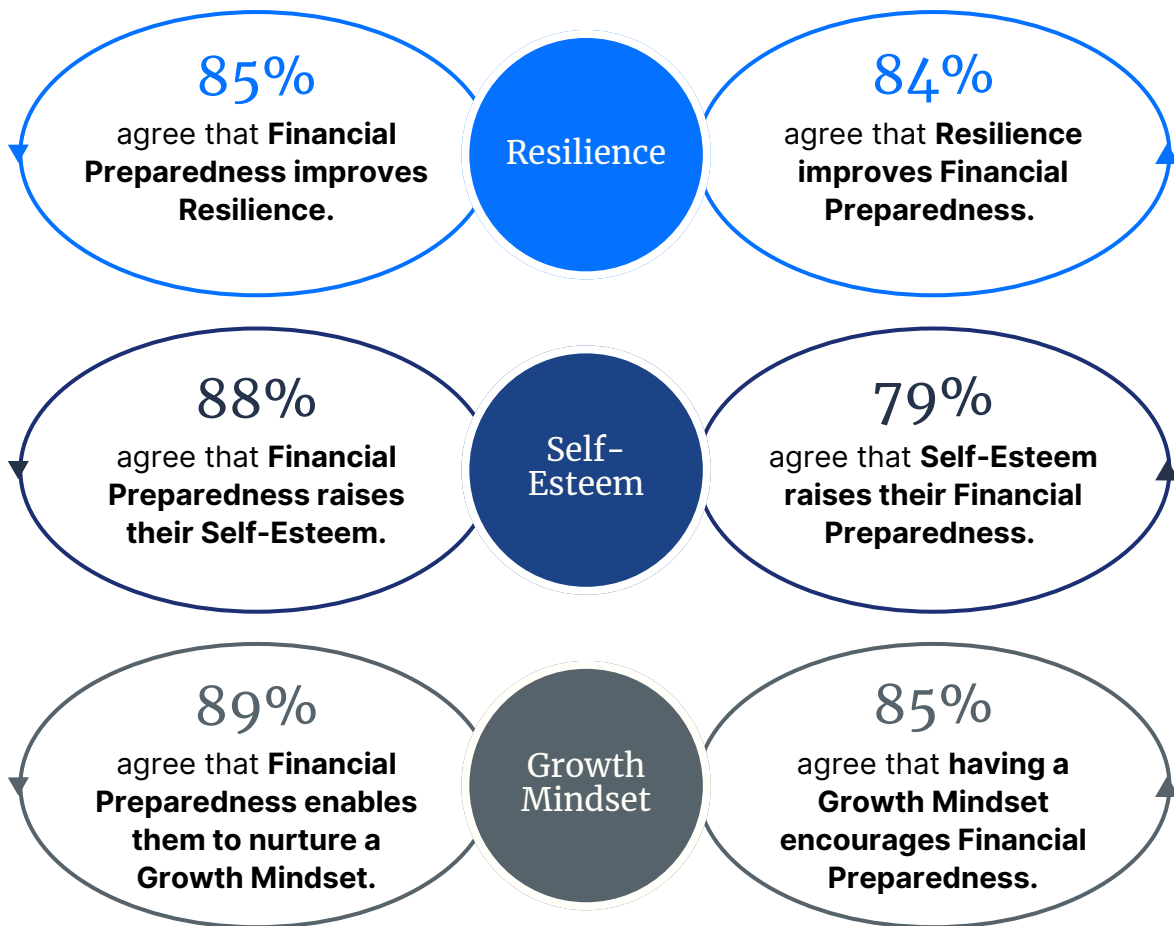 85%
agree that Financial
Preparedness improves
Resilience.
Resilience
84%
agree that Resilience
improves Financial
Preparedness.
88%
agree that Financial
Preparedness raises
their Self-Esteem.
Self-
Esteem
79%
agree that Self-Esteem
raises their Financial
Preparedness.
89%
agree that Financial
Preparedness enables
them to nurture a
Growth Mindset.
Growth
Mindset
85%
agree that having a
Growth Mindset
encourages Financial
Preparedness.